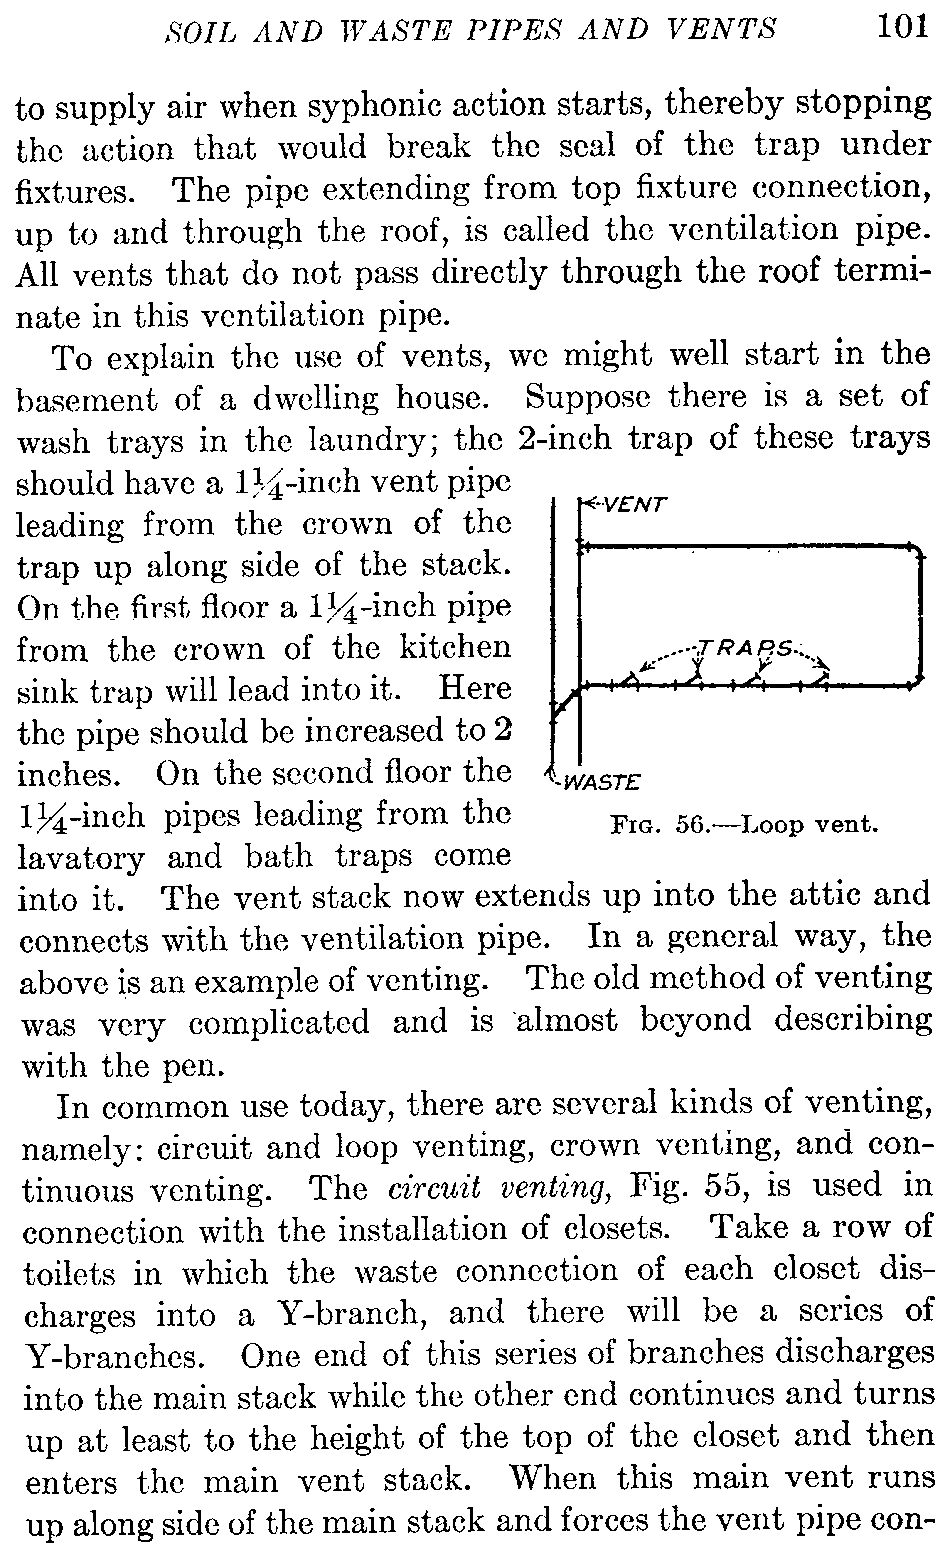 SOIL AND WASTE PIPES AND VENTS 101
to supply air when syphonic action starts, thereby stopping
the action that would break the seal of the trap under
fixtures. The pipe extending from top fixture connection,
up to and through the roof, is called the ventilation pipe.
All vents that do not pass directly through the roof termi-
nate in this ventilation pipe.
To explain the use of vents, we might well start in the
basement of a dwelling house. Suppose there is a set of
wash trays in the laundry; the 2-inch trap of these trays
should have a 1¼-inch vent pipe
leading from the crown of the
trap up along side of the stack.
On the first floor a 1¼-inch pipe
from the crown of the kitchen
sink trap will lead into it. Here
the pipe should be increased to 2
inches. On the second floor the
1¼-inch pipes leading from the
lavatory and bath traps come
VENT
TRAPS
WASTE
FIG. 56.—Loop vent.
into it. The vent stack now extends up into the attic and
connects with the ventilation pipe. In a general way, the
above is an example of venting. The old method of venting
was very complicated and is almost beyond describing
with the pen.
In common use today, there are several kinds of venting,
namely: circuit and loop venting, crown venting, and con-
tinuous venting. The circuit venting, Fig. 55, is used in
connection with the installation of closets. Take a row of
toilets in which the waste connection of each closet dis-
charges into a Y-branch, and there will be a series of
Y-branches. One end of this series of branches discharges
into the main stack while the other end continues and turns
up at least to the height of the top of the closet and then
enters the main vent stack. When this main vent runs
up along side of the main stack and forces the vent pipe con-